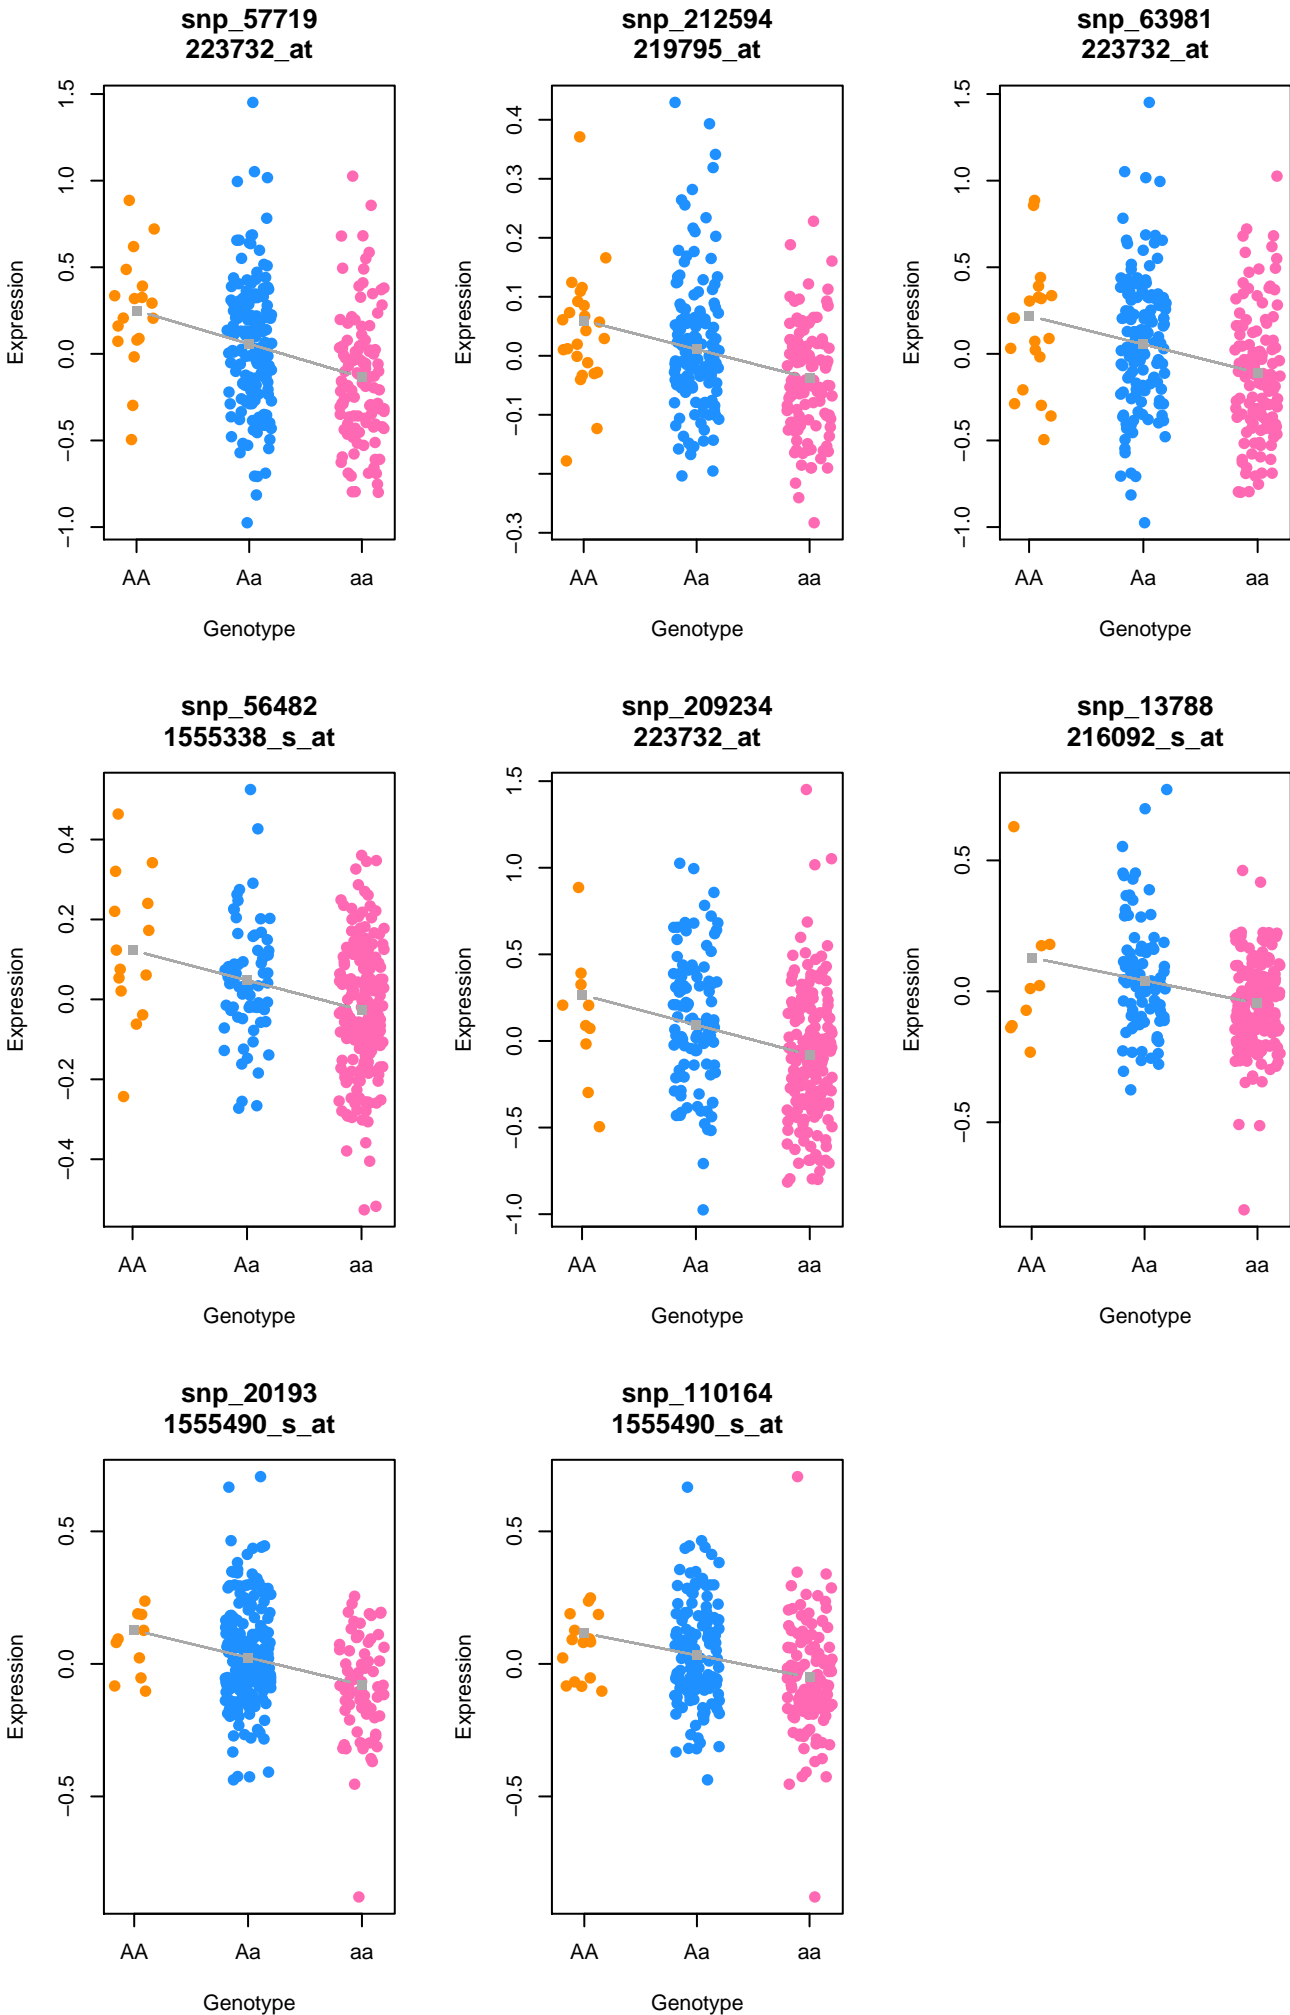 snp_57719
223732_at
Expression
1.5
1.0
0.5
0.0
−0.5
−1.0
AA Aa aa
Genotype
snp_212594
219795_at
Expression
0.4
0.3
0.2
0.1
0.0
−0.1
−0.3
AA Aa aa
Genotype
snp_63981
223732_at
Expression
1.5
1.0
0.5
0.0
−0.5
−1.0
AA Aa aa
Genotype
snp_56482
1555338_s_at
Expression
0.4
0.2
0.0
−0.2
−0.4
AA Aa aa
Genotype
snp_209234
223732_at
Expression
1.5
1.0
0.5
0.0
−0.5
−1.0
AA Aa aa
Genotype
snp_13788
216092_s_at
Expression
0.5
0.0
−0.5
AA Aa aa
Genotype
snp_20193
1555490_s_at
Expression
0.5
0.0
−0.5
AA Aa aa
Genotype
snp_110164
1555490_s_at
Expression
0.5
0.0
−0.5
AA Aa aa
Genotype